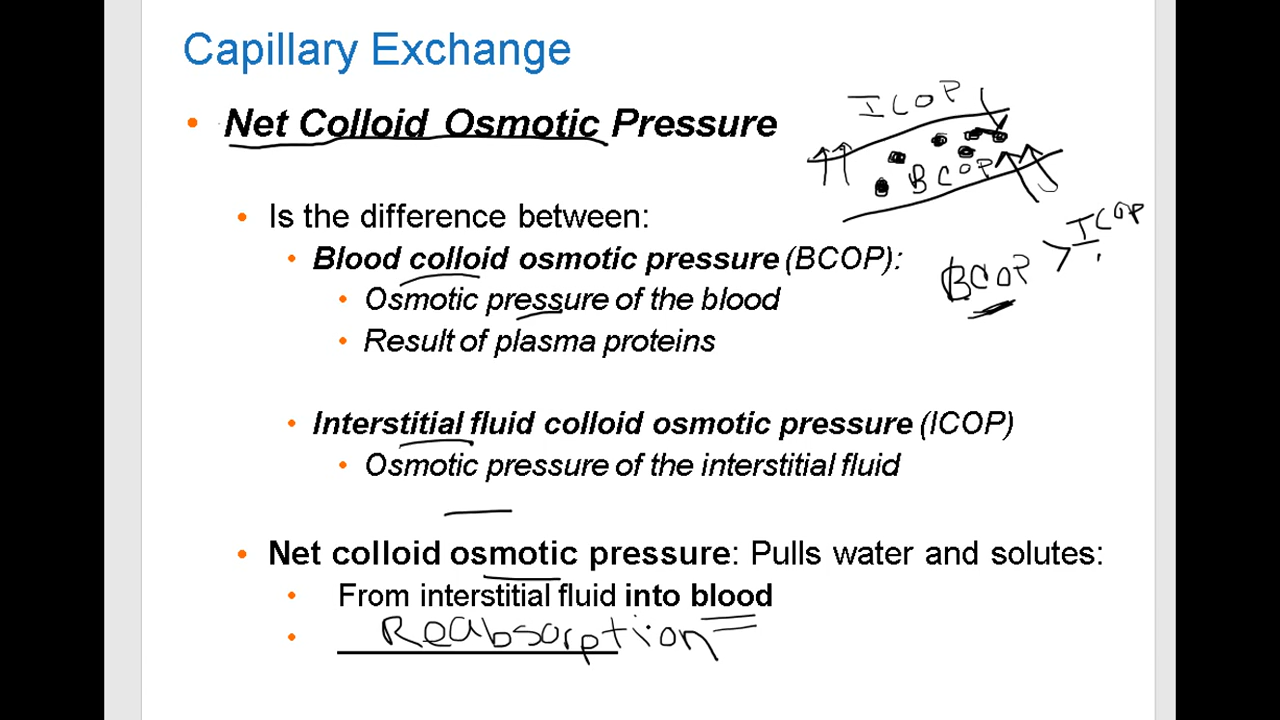 Capillary Exchange
• Net Colloid Osmotic Pressure
ICOP
BCOP
• Is the difference between:
• Blood colloid osmotic pressure (BCOP):
BCOP > ICOP
• Osmotic pressure of the blood
• Result of plasma proteins
• Interstitial fluid colloid osmotic pressure (ICOP)
• Osmotic pressure of the interstitial fluid
• Net colloid osmotic pressure: Pulls water and solutes:
• From interstitial fluid into blood
• Reabsorption